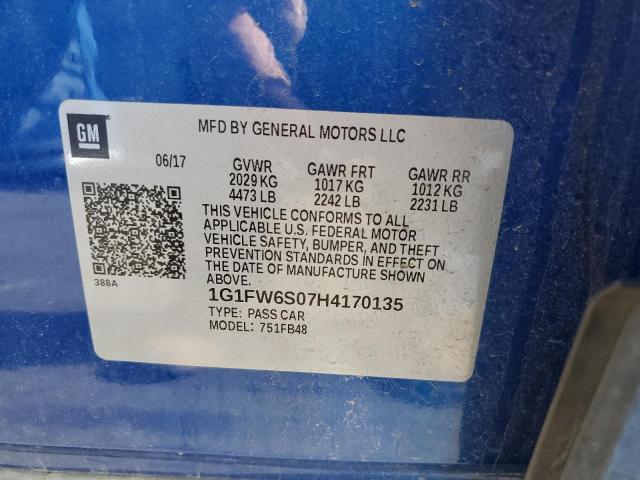 GM
MFD BY GENERAL MOTORS LLC
06/17 GVWR GAWR FRT GAWR RR
2029 KG 1017 KG 1012 KG
4473 LB 2242 LB 2231 LB
THIS VEHICLE CONFORMS TO ALL
APPLICABLE U.S. FEDERAL MOTOR
VEHICLE SAFETY, BUMPER, AND THEFT
PREVENTION STANDARDS IN EFFECT ON
THE DATE OF MANUFACTURE SHOWN
ABOVE.
388A
1G1FW6S07H4170135
TYPE: PASS CAR
MODEL: 751FB48